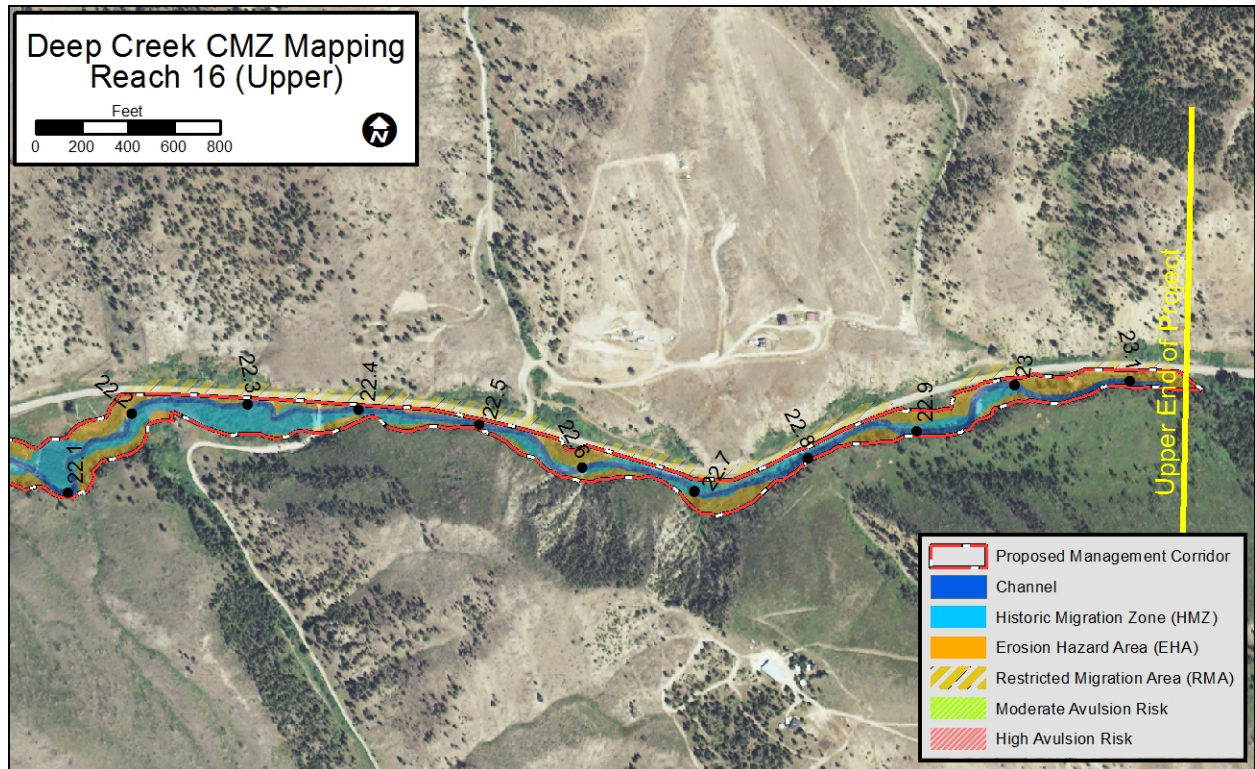 Deep Creek CMZ Mapping
Reach 16 (Upper)
Feet
0 200 400 600 800
N
22.1
22.2
22.3
22.4
22.5
22.6
22.7
22.8
22.9
23
23.1
Upper End of Project
Proposed Management Corridor
Channel
Historic Migration Zone (HMZ)
Erosion Hazard Area (EHA)
Restricted Migration Area (RMA)
Moderate Avulsion Risk
High Avulsion Risk